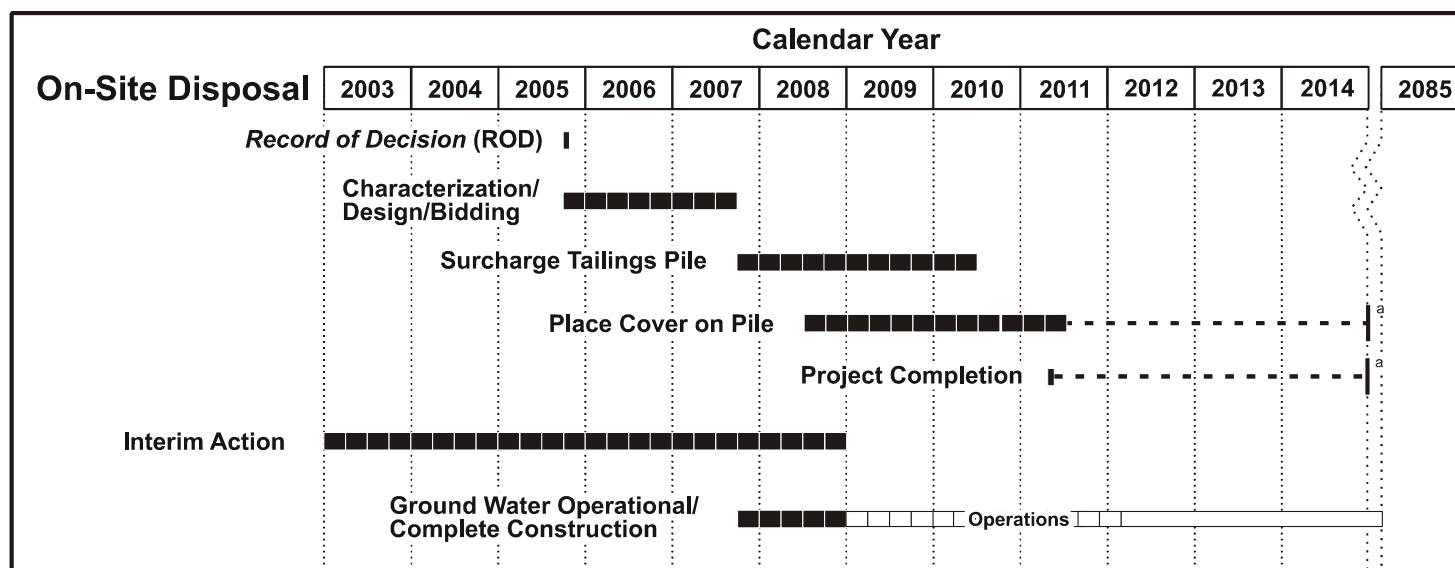 Calendar Year
On-Site Disposal 2003 2004 2005 2006 2007 2008 2009 2010 2011 2012 2013 2014 2085
Record of Decision (ROD)
Characterization/
Design/Bidding
Surcharge Tailings Pile
Place Cover on Pile a
Project Completion a
Interim Action
Ground Water Operational/
Complete Construction Operations